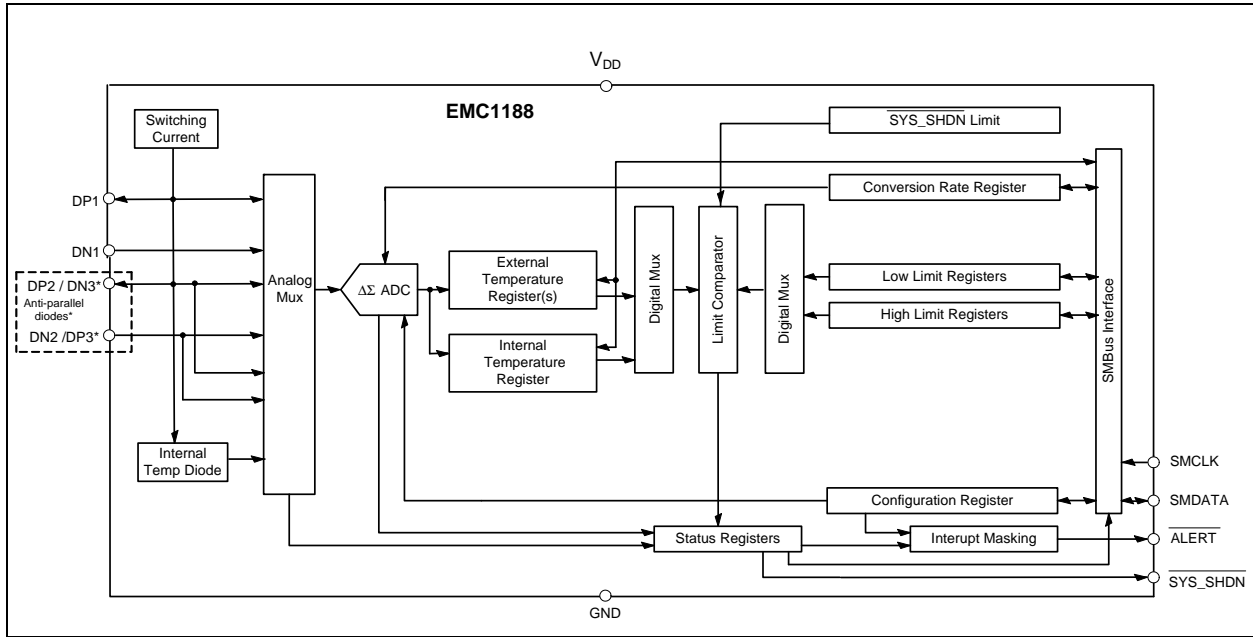 V_DD
EMC1188
Switching
Current
SYS_SHDN Limit
DP1
Conversion Rate Register
DN1
DP2 / DN3*
Anti-parallel
diodes*
DN2 /DP3*
Analog
Mux
ΔΣ ADC
External
Temperature
Register(s)
Internal
Temperature
Register
Digital Mux
Limit Comparator
Digital Mux
Low Limit Registers
High Limit Registers
SMBus Interface
Internal
Temp Diode
SMCLK
Configuration Register
SMDATA
Status Registers
Interupt Masking
ALERT
SYS_SHDN
GND